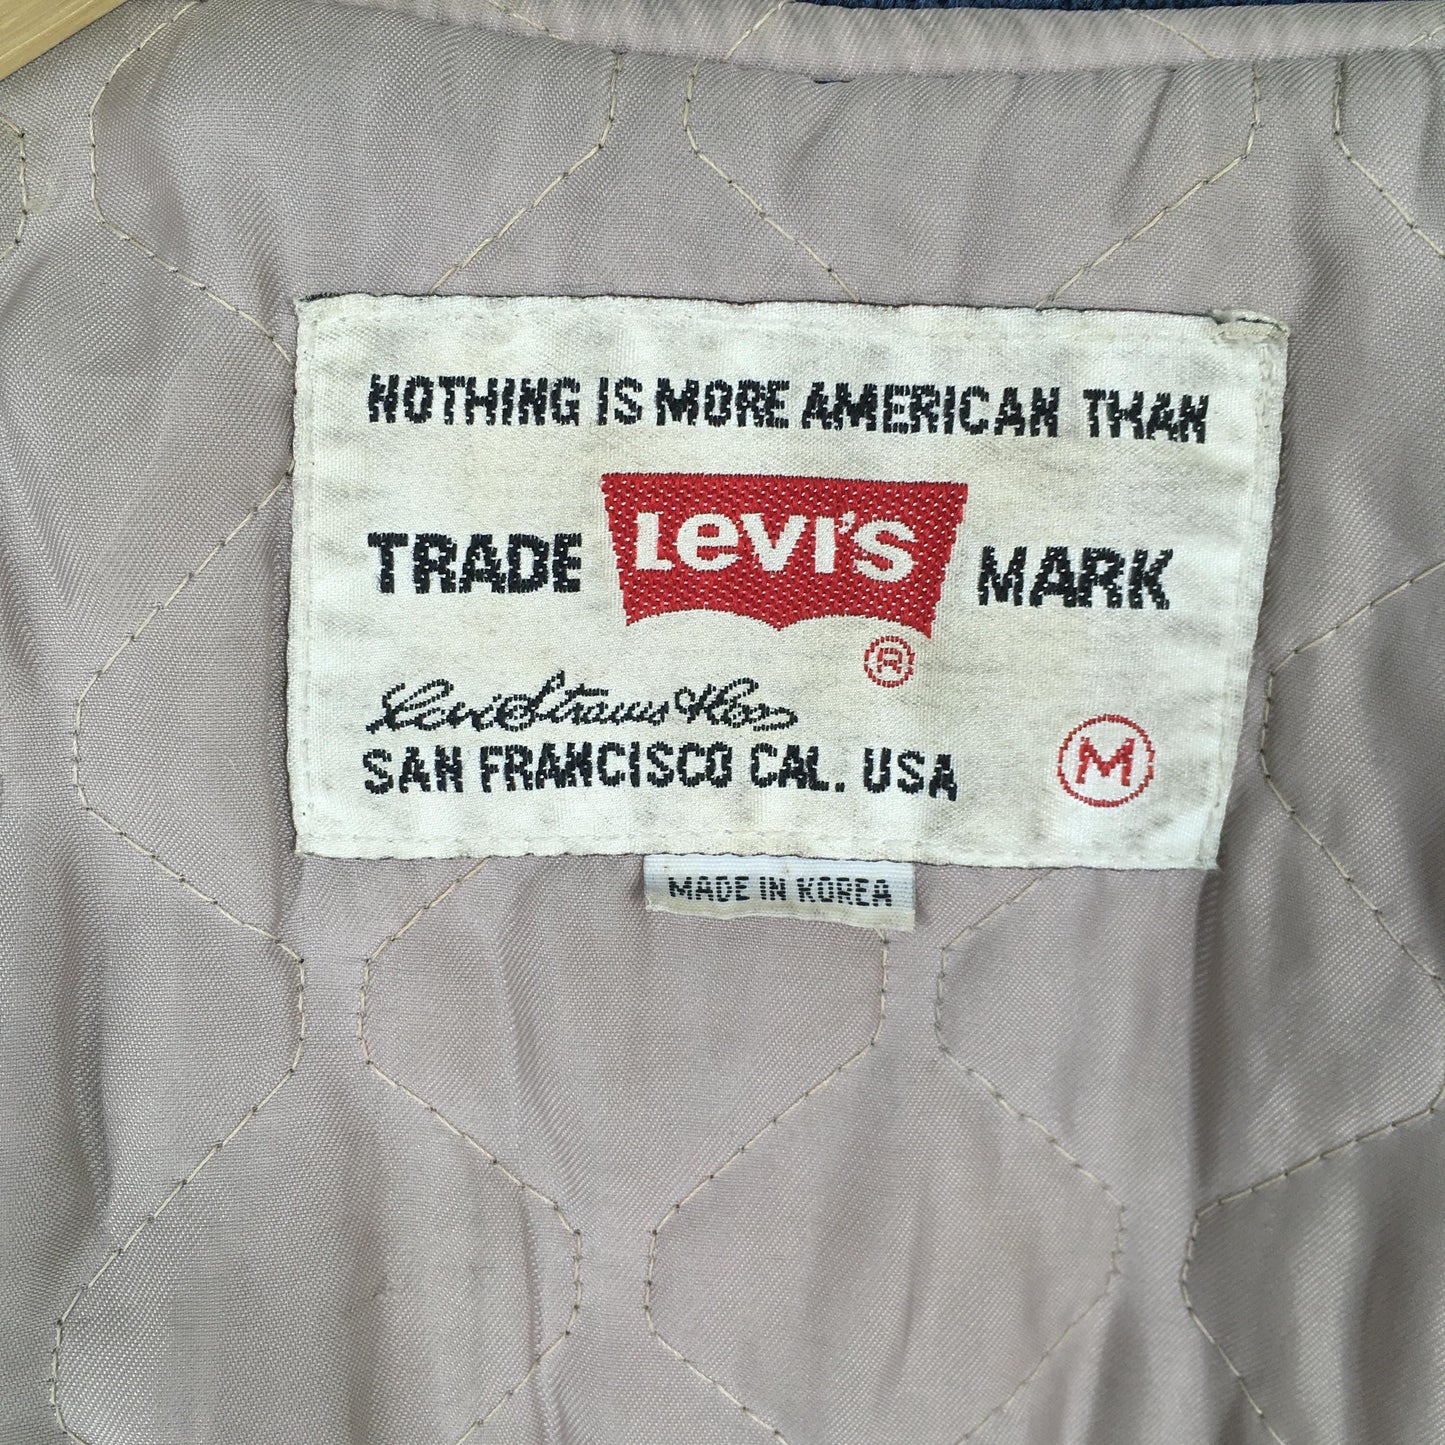 NOTHING IS MORE AMERICAN THAN
TRADE Levi's MARK
®
Levi Strauss & Co
SAN FRANCISCO CAL. USA
M
MADE IN KOREA